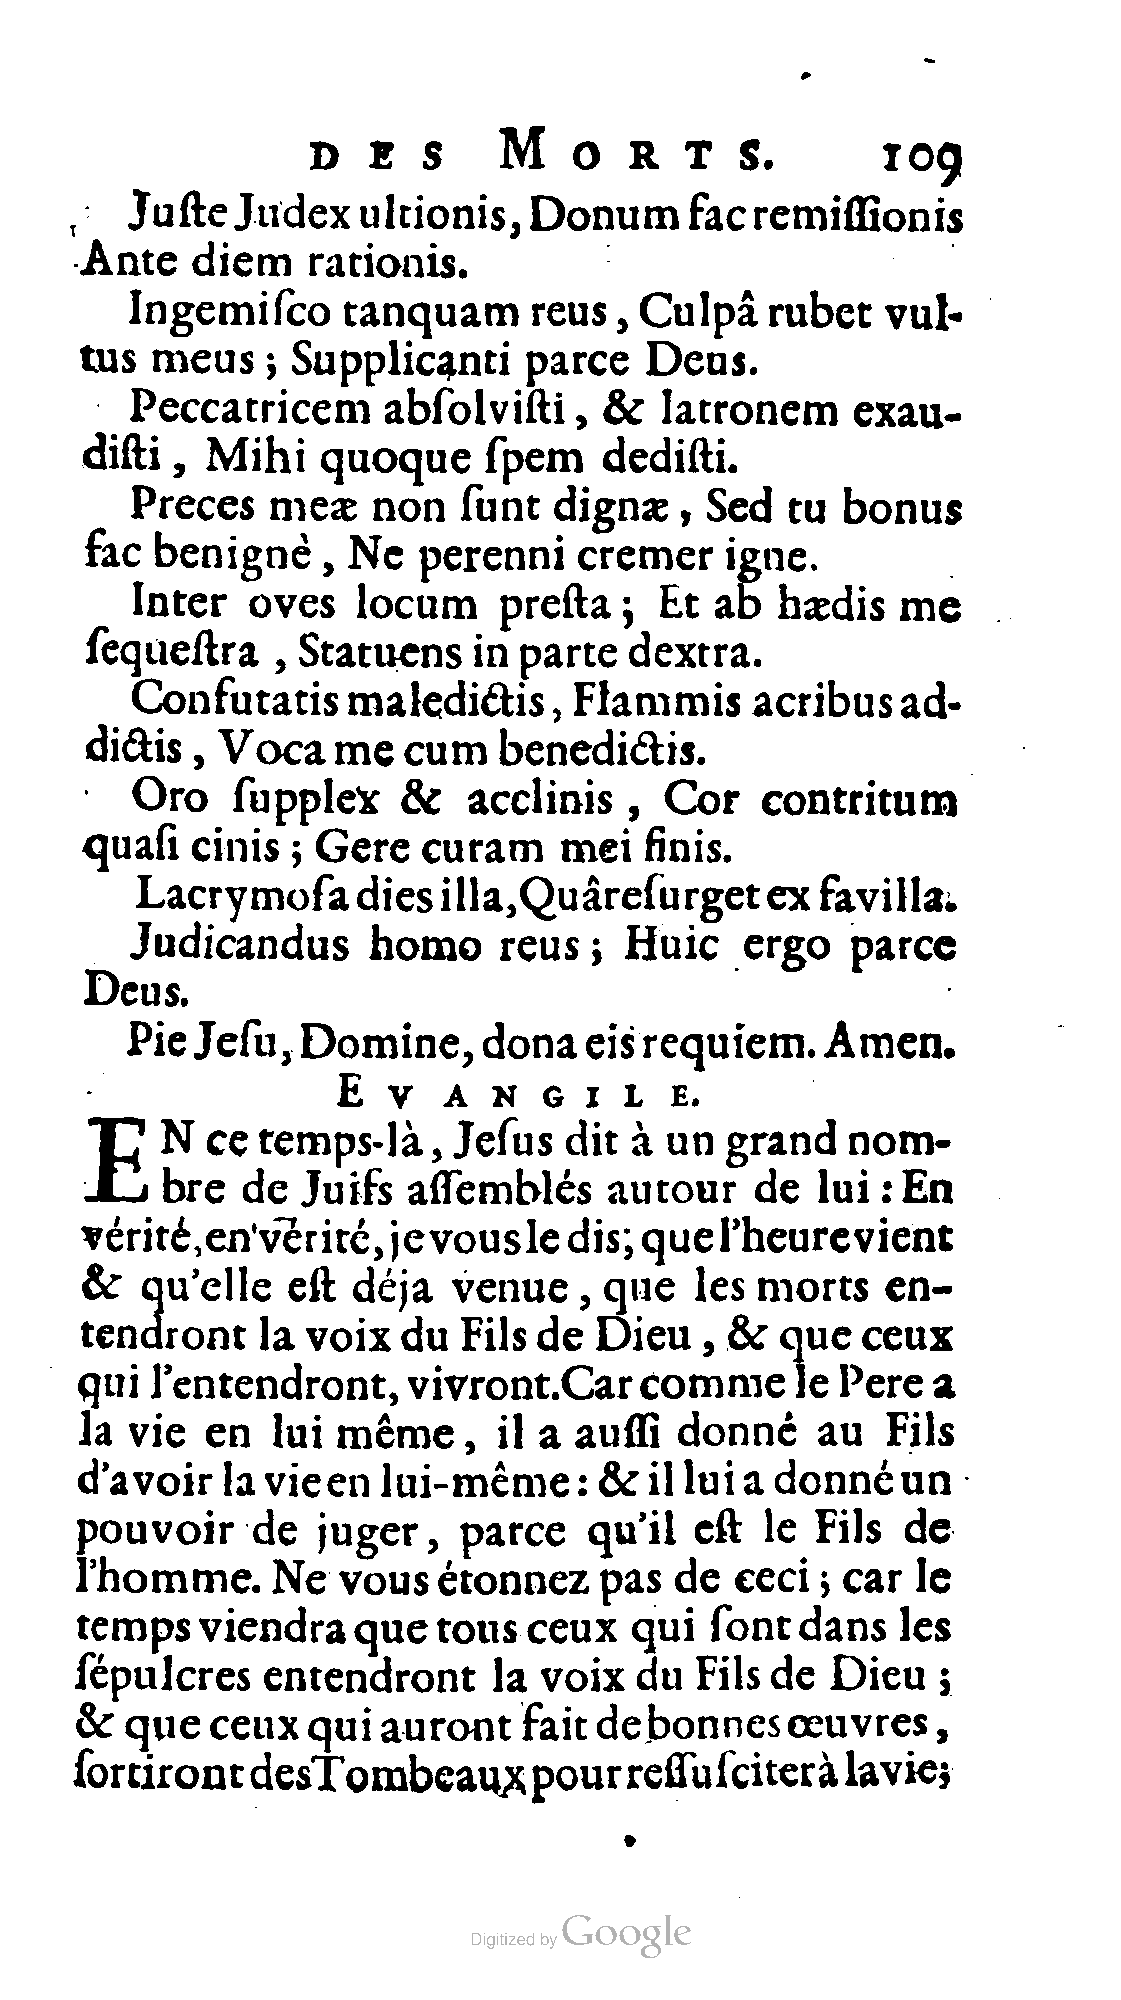 DES MORTS. 109
Juſte Judex ultionis, Donum fac remiſſionis
Ante diem rationis.
Ingemiſco tanquam reus, Culpâ rubet vul-
tus meus; Supplicanti parce Deus.
Peccatricem abſolviſti, & latronem exau-
diſti, Mihi quoque ſpem dediſti.
Preces meæ non ſunt dignæ, Sed tu bonus
fac benignè, Ne perenni cremer igne.
Inter oves locum preſta; Et ab hædis me
ſequeſtra, Statuens in parte dextra.
Confutatis maledictis, Flammis acribus ad-
dictis, Voca me cum benedictis.
Oro ſupplex & acclinis, Cor contritum
quaſi cinis; Gere curam mei finis.
Lacrymoſa dies illa, Quâ reſurget ex favilla.
Judicandus homo reus; Huic ergo parce
Deus.
Pie Jeſu, Domine, dona eis requiem. Amen.
EVANGILE.
EN ce temps-là, Jeſus dit à un grand nom-
bre de Juifs aſſemblés autour de lui: En
vérité, en vérité, je vous le dis; que l'heure vient
& qu'elle eſt déja venue, que les morts en-
tendront la voix du Fils de Dieu, & que ceux
qui l'entendront, vivront. Car comme le Pere a
la vie en lui même, il a auſſi donné au Fils
d'avoir la vie en lui-même: & il lui a donné un
pouvoir de juger, parce qu'il eſt le Fils de
l'homme. Ne vous étonnez pas de ceci; car le
temps viendra que tous ceux qui ſont dans les
ſépulcres entendront la voix du Fils de Dieu;
& que ceux qui auront fait de bonnes œuvres,
ſortiront des Tombeaux pour reſſuſciter à la vie;
Digitized by Google